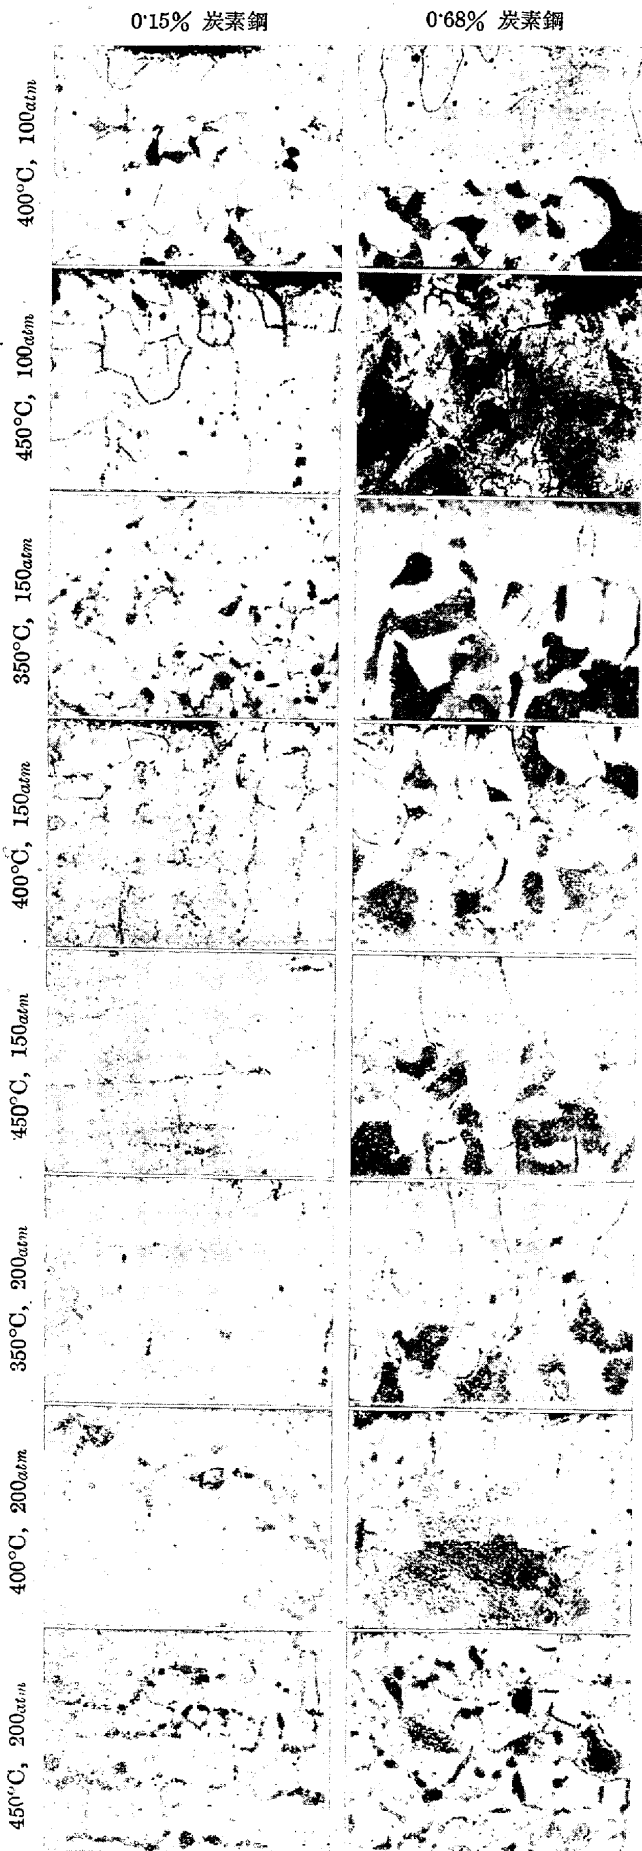 0·15% 炭素鋼
0·68% 炭素鋼
400°C, 100atm
450°C, 100atm
350°C, 150atm
400°C, 150atm
450°C, 150atm
350°C, 200atm
400°C, 200atm
450°C, 200atm